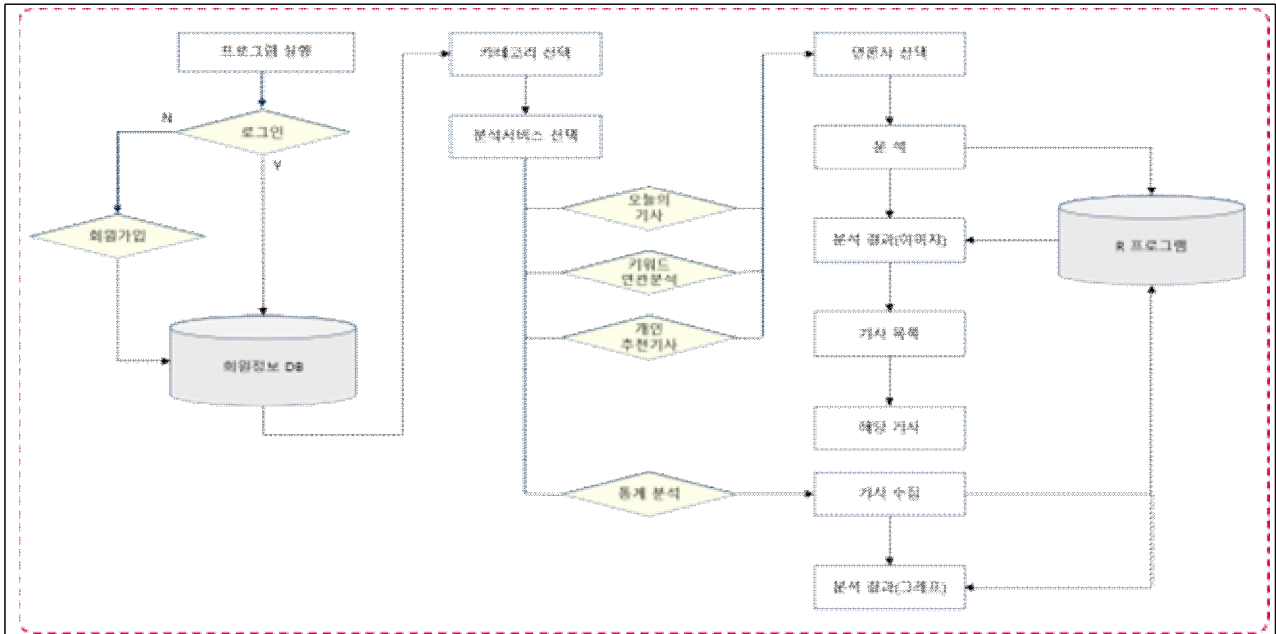 프로그램 실행
로그인
N
Y
회원가입
회원정보 DB
카테고리 선택
분석서비스 선택
오늘의
기사
키워드
연관분석
개인
추천기사
통계 분석
언론사 선택
분 석
분석 결과(이미지)
기사 목록
해당 기사
기사 수집
분석 결과(그래프)
R 프로그램